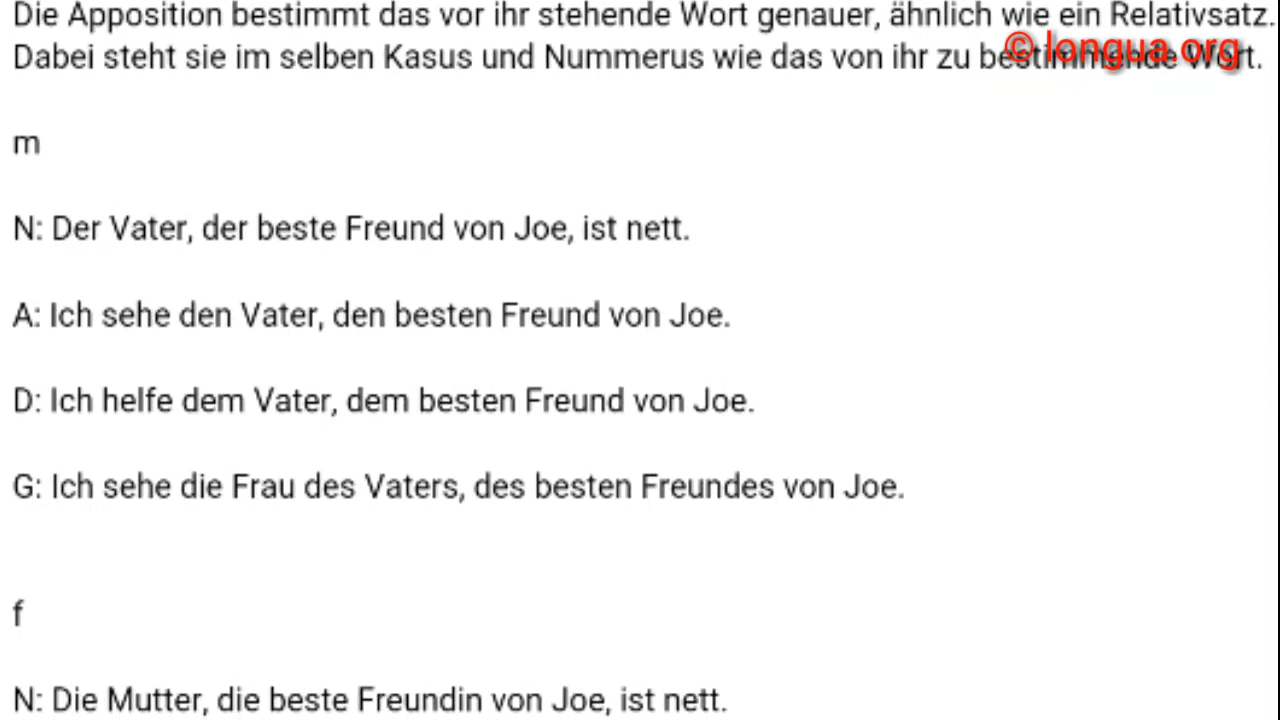 Die Apposition bestimmt das vor ihr stehende Wort genauer, ähnlich wie ein Relativsatz.
Dabei steht sie im selben Kasus und Nummerus wie das von ihr zu bestimmende Wort.
© longua.org
m
N: Der Vater, der beste Freund von Joe, ist nett.
A: Ich sehe den Vater, den besten Freund von Joe.
D: Ich helfe dem Vater, dem besten Freund von Joe.
G: Ich sehe die Frau des Vaters, des besten Freundes von Joe.
f
N: Die Mutter, die beste Freundin von Joe, ist nett.